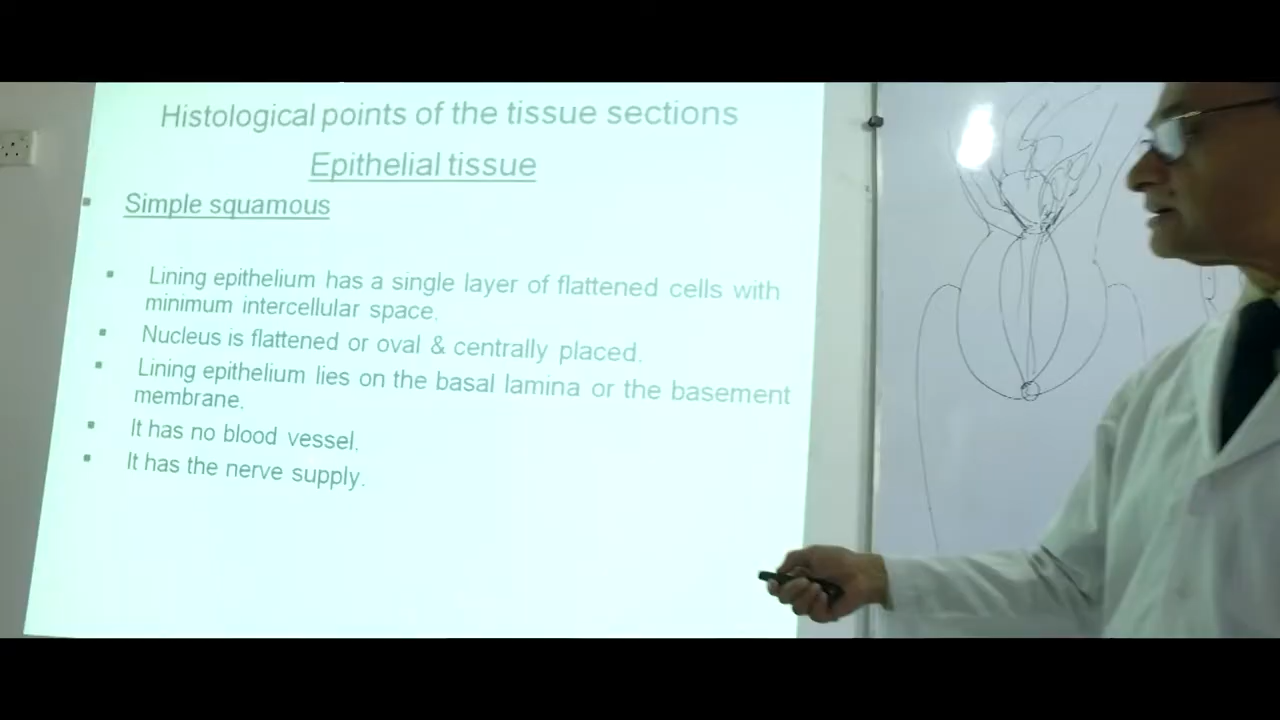 Histological points of the tissue sections
Epithelial tissue
Simple squamous
Lining epithelium has a single layer of flattened cells with
minimum intercellular space.
Nucleus is flattened or oval & centrally placed.
Lining epithelium lies on the basal lamina or the basement
membrane.
It has no blood vessel.
It has the nerve supply.